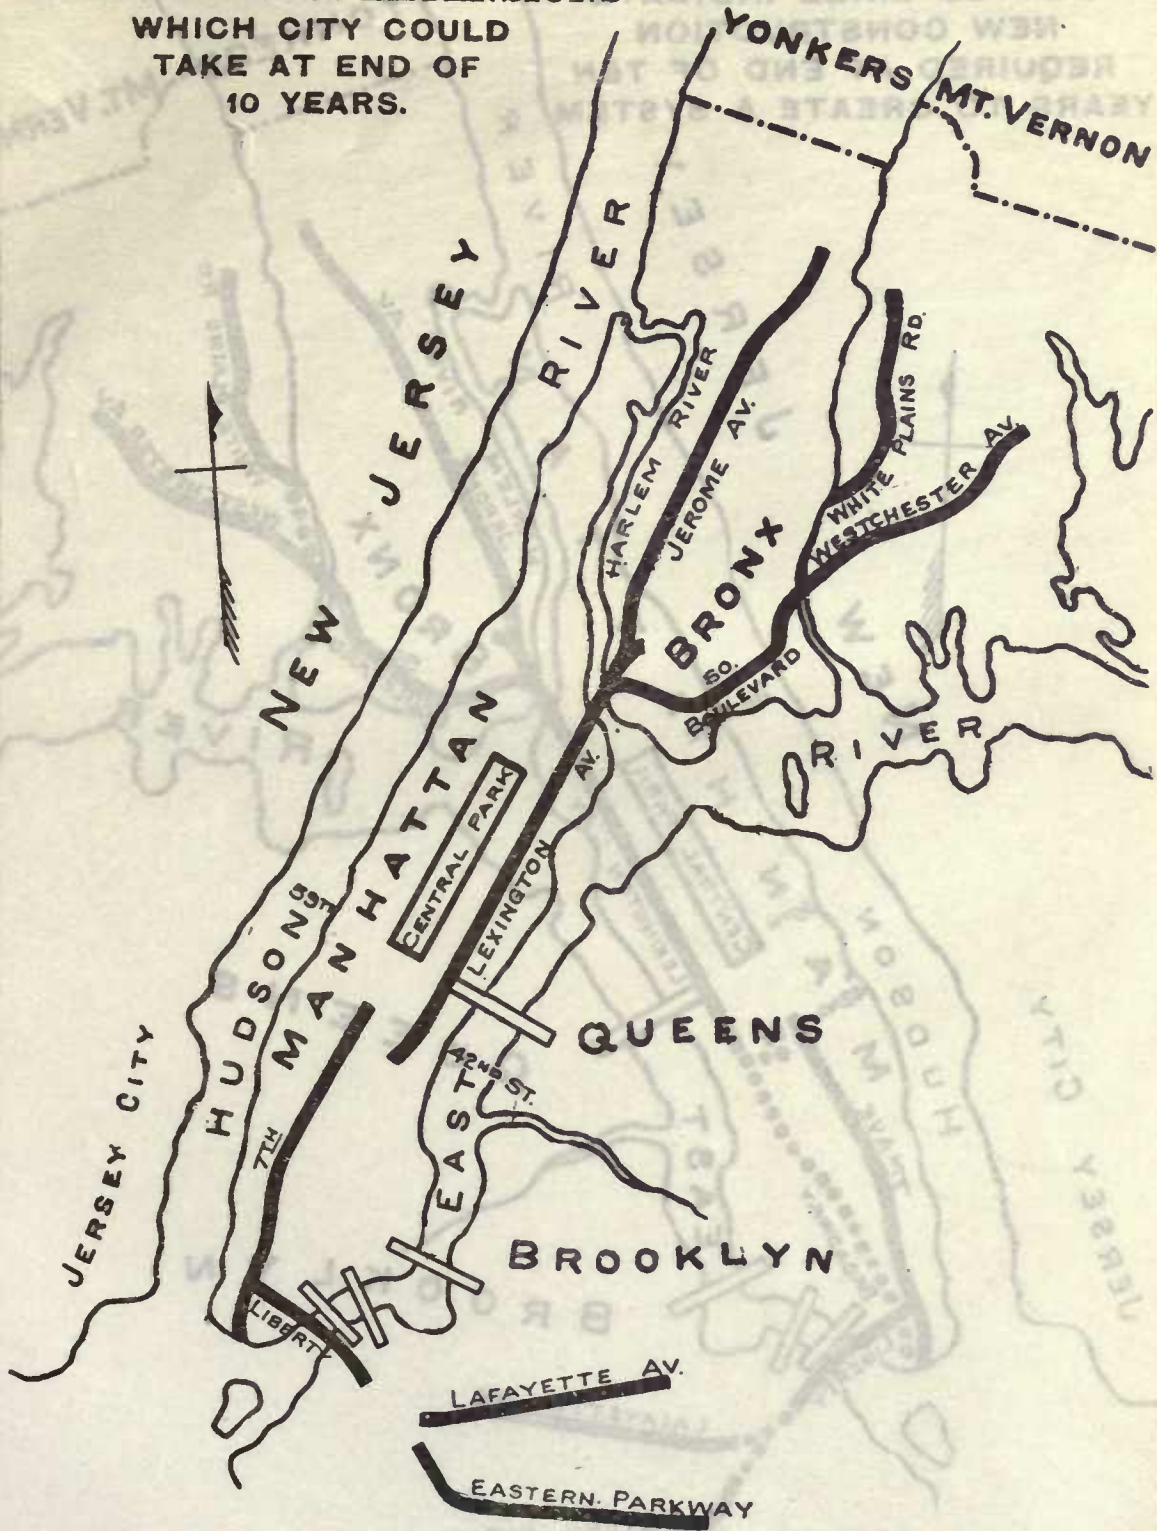 WHICH CITY COULD
TAKE AT END OF
10 YEARS.
YONKERS
MT. VERNON
NEW JERSEY
HUDSON RIVER
HARLEM RIVER
JEROME AV.
WHITE PLAINS RD.
WESTCHESTER AV.
BRONX
SO. BOULEVARD
MANHATTAN
CENTRAL PARK
LEXINGTON AV.
EAST RIVER
59TH
QUEENS
42ND ST.
JERSEY CITY
7TH
BROOKLYN
LIBERTY
LAFAYETTE AV.
EASTERN. PARKWAY